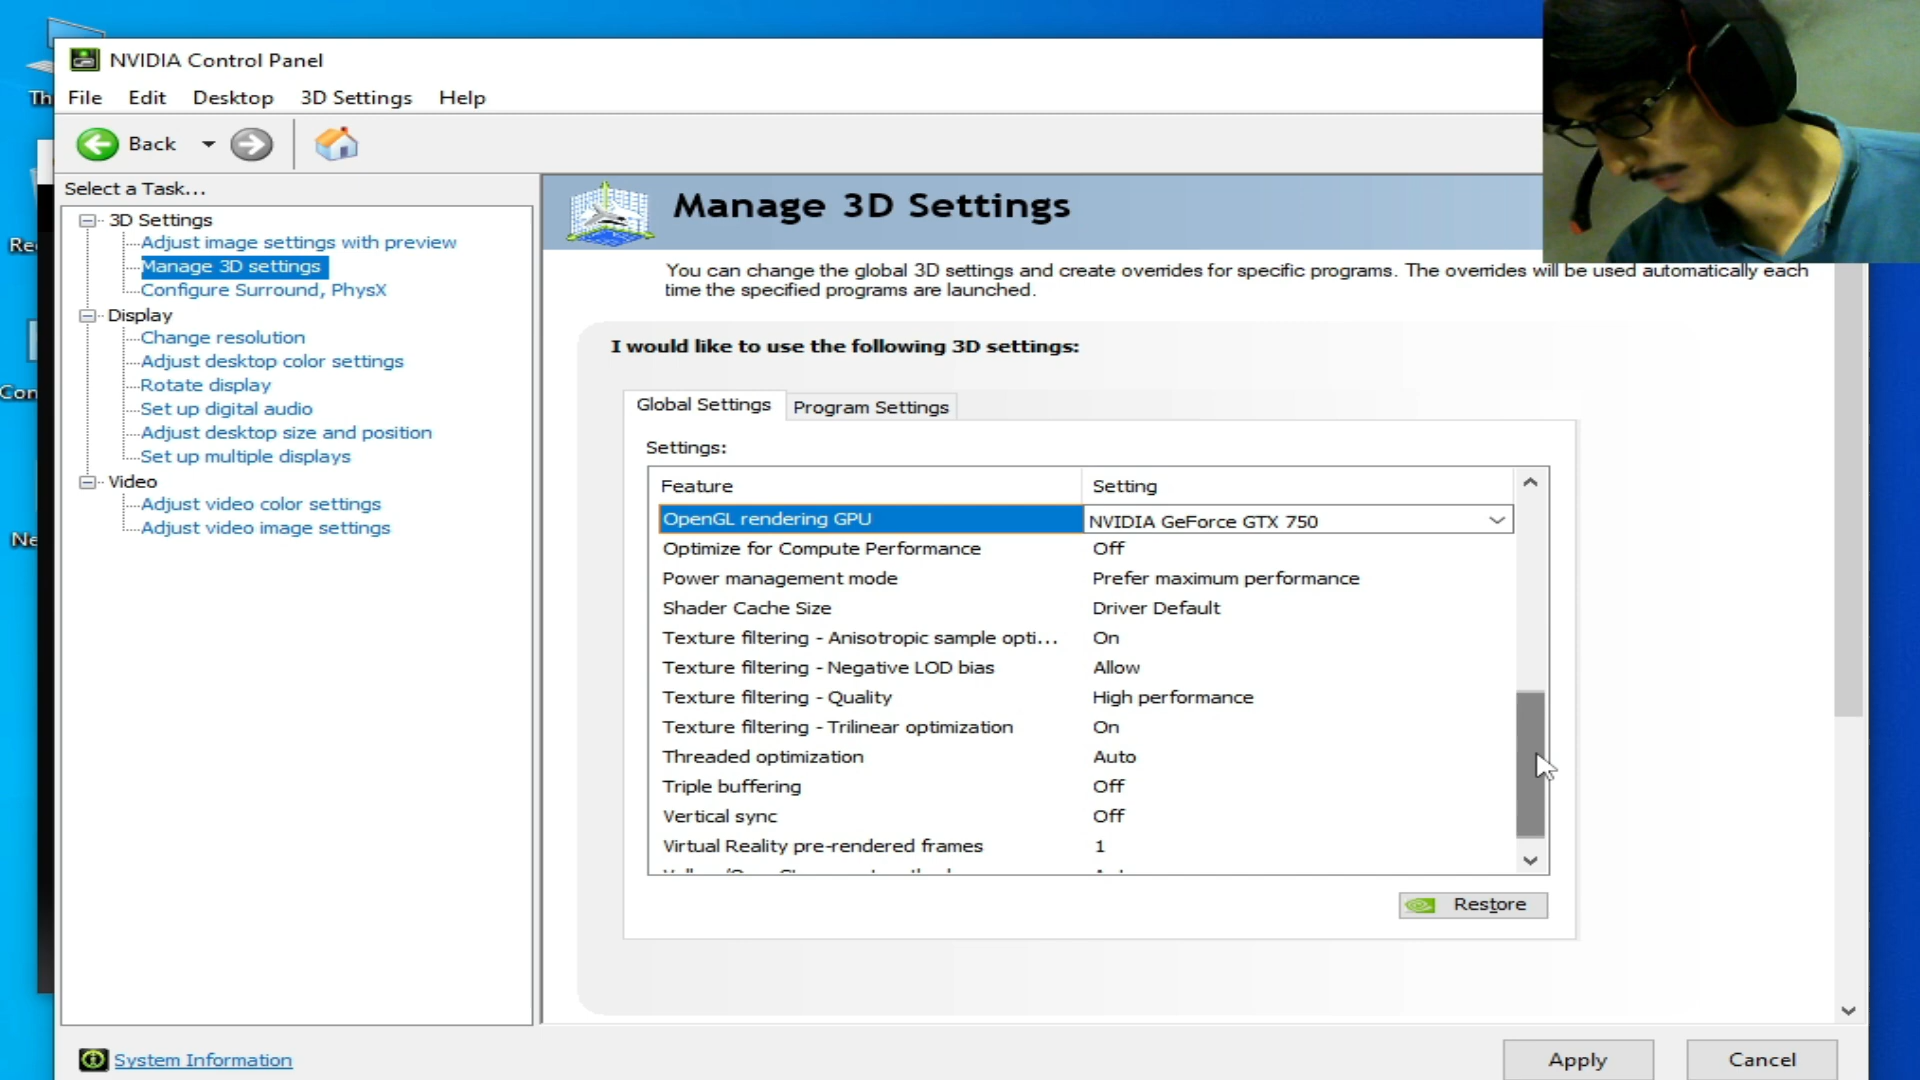 NVIDIA Control Panel
File Edit Desktop 3D Settings Help
Back
Select a Task...
3D Settings
Adjust image settings with preview
Manage 3D settings
Configure Surround, PhysX
Display
Change resolution
Adjust desktop color settings
Rotate display
Set up digital audio
Adjust desktop size and position
Set up multiple displays
Video
Adjust video color settings
Adjust video image settings
System Information
Manage 3D Settings
You can change the global 3D settings and create overrides for specific programs. The overrides will be used automatically each
time the specified programs are launched.
I would like to use the following 3D settings:
Global Settings Program Settings
Settings:
Feature Setting
OpenGL rendering GPU NVIDIA GeForce GTX 750
Optimize for Compute Performance Off
Power management mode Prefer maximum performance
Shader Cache Size Driver Default
Texture filtering - Anisotropic sample opti... On
Texture filtering - Negative LOD bias Allow
Texture filtering - Quality High performance
Texture filtering - Trilinear optimization On
Threaded optimization Auto
Triple buffering Off
Vertical sync Off
Virtual Reality pre-rendered frames 1
Restore
Apply Cancel